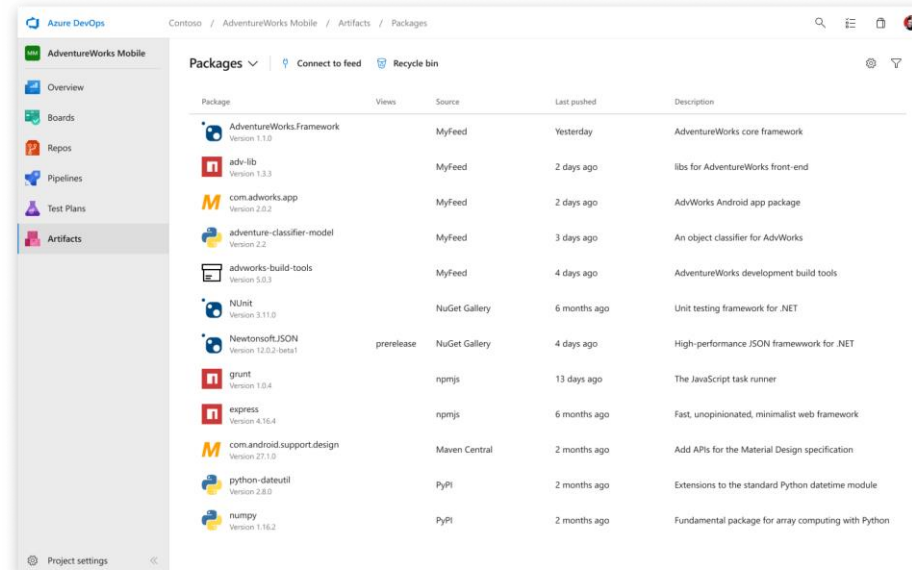 Azure DevOps
Contoso / AdventureWorks Mobile / Artifacts / Packages
MM AdventureWorks Mobile
Overview
Boards
Repos
Pipelines
Test Plans
Artifacts
Project settings
Packages Connect to feed Recycle bin
Package Views Source Last pushed Description
AdventureWorks.Framework MyFeed Yesterday AdventureWorks core framework
Version 1.1.0
adv-lib MyFeed 2 days ago libs for AdventureWorks front-end
Version 1.3.3
com.adworks.app MyFeed 2 days ago AdvWorks Android app package
Version 2.0.2
adventure-classifier-model MyFeed 3 days ago An object classifier for AdvWorks
Version 2.2
advworks-build-tools MyFeed 4 days ago AdventureWorks development build tools
Version 5.0.3
NUnit NuGet Gallery 6 months ago Unit testing framework for .NET
Version 3.11.0
Newtonsoft.JSON prerelease NuGet Gallery 4 days ago High-performance JSON framewwork for .NET
Version 12.0.2-beta1
grunt npmjs 13 days ago The JavaScript task runner
Version 1.0.4
express npmjs 6 months ago Fast, unopinionated, minimalist web framework
Version 4.16.4
com.android.support.design Maven Central 2 months ago Add APIs for the Material Design specification
Version 27.1.0
python-dateutil PyPI 2 months ago Extensions to the standard Python datetime module
Version 2.8.0
numpy PyPI 2 months ago Fundamental package for array computing with Python
Version 1.16.2